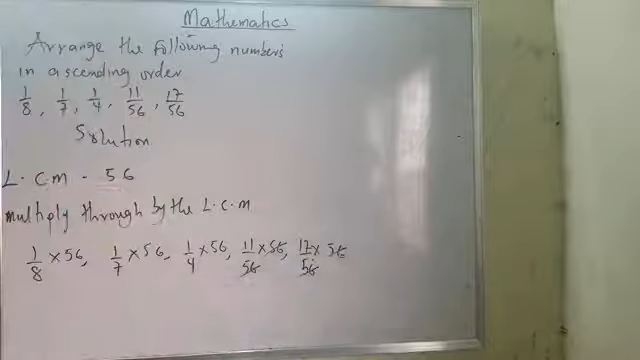 Mathematics
Arrange the following numbers
in ascending order
1/8, 1/7, 1/4, 11/56, 17/56
Solution
L.C.M - 56
multiply through by the L.C.M
1/8 × 56, 1/7 × 56, 1/4 × 56, 11/56 × 56, 17/56 × 56